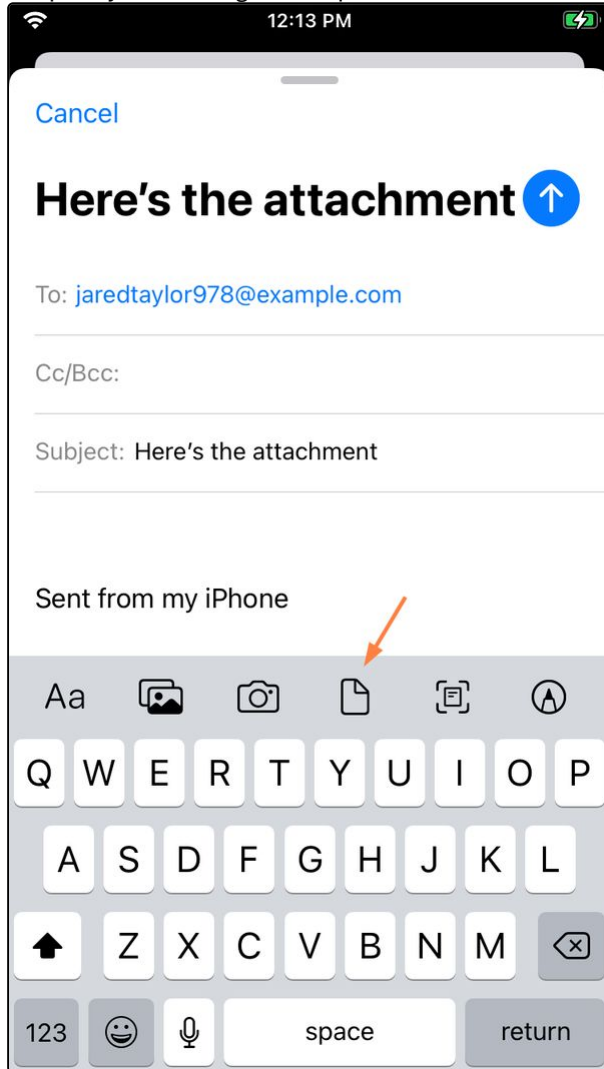 12:13 PM
Cancel
Here's the attachment
To: jaredtaylor978@example.com
Cc/Bcc:
Subject: Here's the attachment
Sent from my iPhone
Aa
Q W E R T Y U I O P
A S D F G H J K L
Z X C V B N M
123 space return